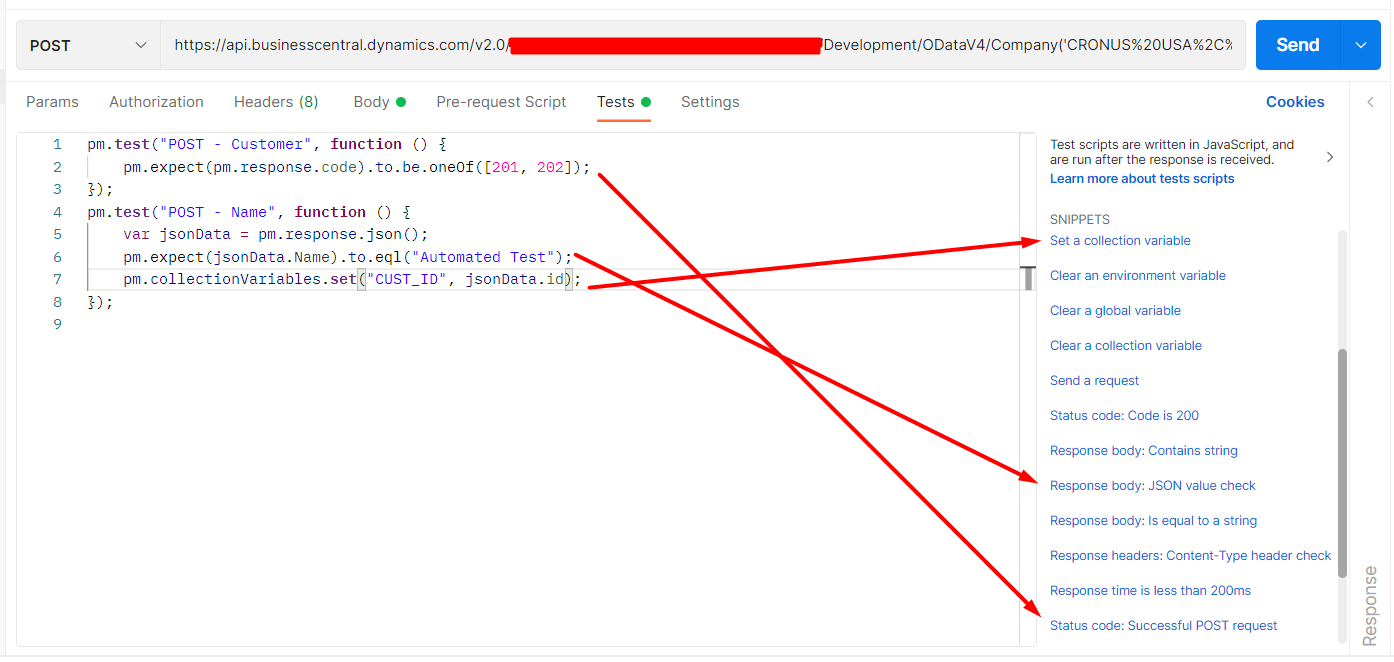 POST
https://api.businesscentral.dynamics.com/v2.0/ /Development/ODataV4/Company('CRONUS%20USA%2C%
Send
Params Authorization Headers (8) Body Pre-request Script Tests Settings Cookies
1 pm.test("POST - Customer", function () {
2 pm.expect(pm.response.code).to.be.oneOf([201, 202]);
3 });
4 pm.test("POST - Name", function () {
5 var jsonData = pm.response.json();
6 pm.expect(jsonData.Name).to.eql("Automated Test");
7 pm.collectionVariables.set("CUST_ID", jsonData.id);
8 });
9
Test scripts are written in JavaScript, and
are run after the response is received.
Learn more about tests scripts
SNIPPETS
Set a collection variable
Clear an environment variable
Clear a global variable
Clear a collection variable
Send a request
Status code: Code is 200
Response body: Contains string
Response body: JSON value check
Response body: Is equal to a string
Response headers: Content-Type header check
Response time is less than 200ms
Status code: Successful POST request
Response